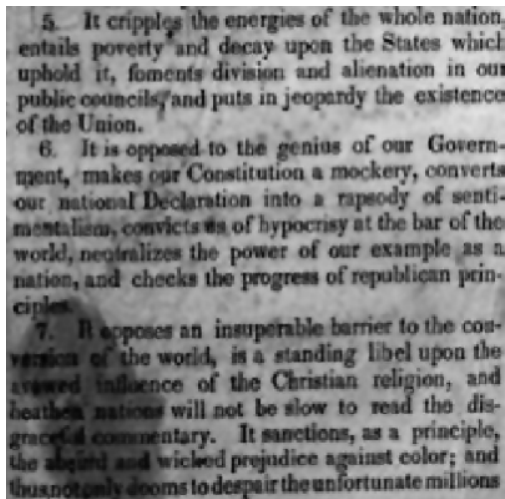 5. It cripples the energies of the whole nation,
entails poverty and decay upon the States which
uphold it, foments division and alienation in our
public councils, and puts in jeopardy the existence
of the Union.
6. It is opposed to the genius of our Govern-
ment, makes our Constitution a mockery, converts
our national Declaration into a rapsody of senti-
mentalism, convicts us of hypocrisy at the bar of the
world, neutralizes the power of our example as a
nation, and checks the progress of republican prin-
ciples.
7. It opposes an insuperable barrier to the con-
version of the world, is a standing libel upon the
avowed influence of the Christian religion, and
heathen nations will not be slow to read the dis-
graceful commentary. It sanctions, as a principle,
the absurd and wicked prejudice against color; and
thus not only dooms to despair the unfortunate millions